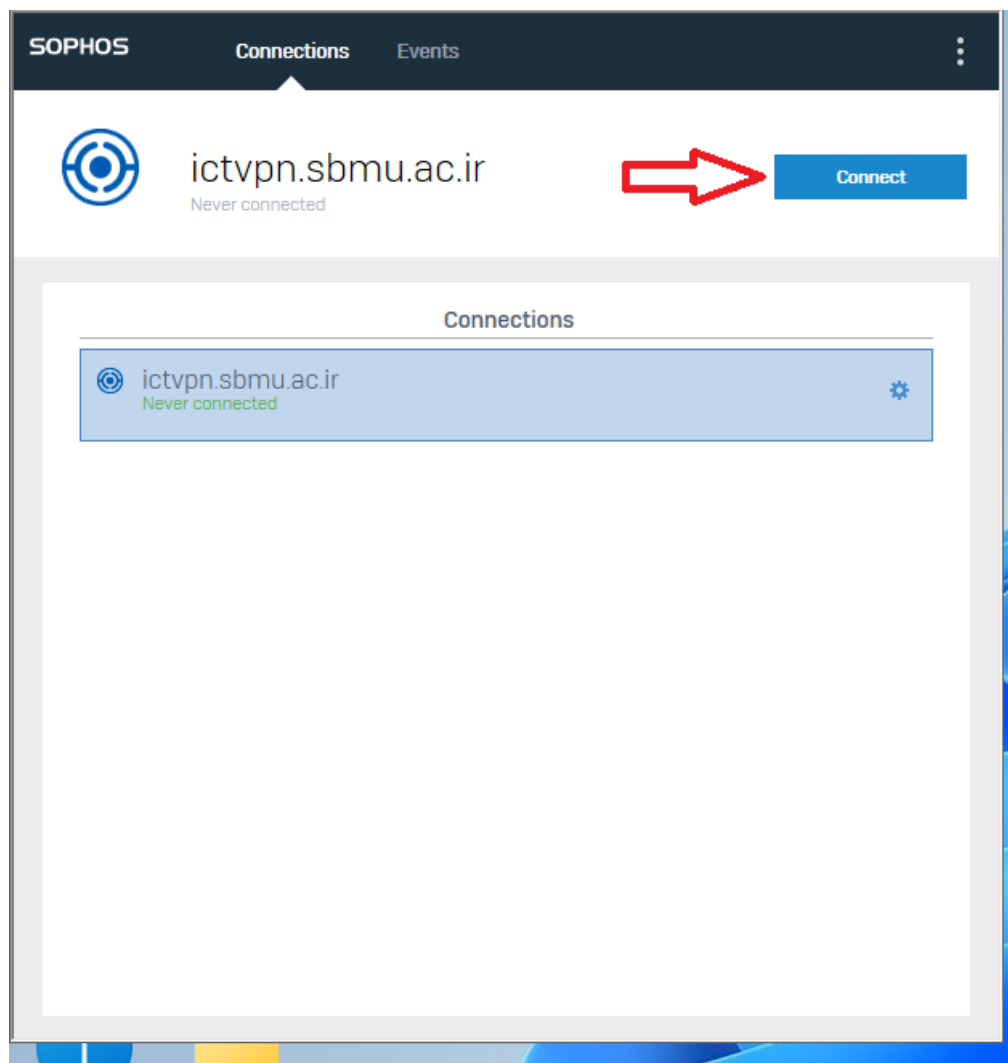 SOPHOS
Connections
Events
ictvpn.sbmu.ac.ir
Never connected
Connect
Connections
ictvpn.sbmu.ac.ir
Never connected